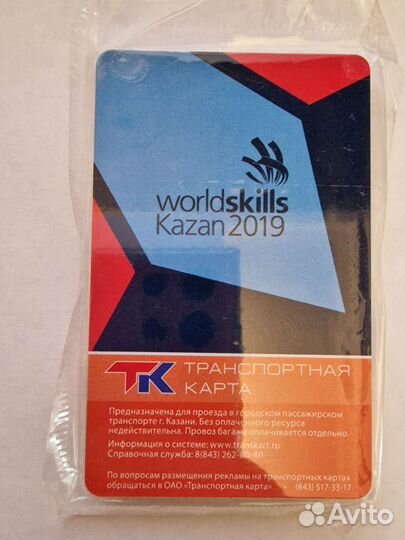 worldskills
Kazan 2019
ТК ТРАНСПОРТНАЯ
КАРТА
Предназначена для проезда в городском пассажирском
транспорте г. Казани. Без оплаченного ресурса
недействительна. Провоз багажа оплачивается отдельно.
Информация о системе: www.transkart.ru
Справочная служба: 8(843) 262-80-80
По вопросам размещения рекламы на транспортных картах
обращаться в ОАО «Транспортная карта» (843) 517-33-17
Avito